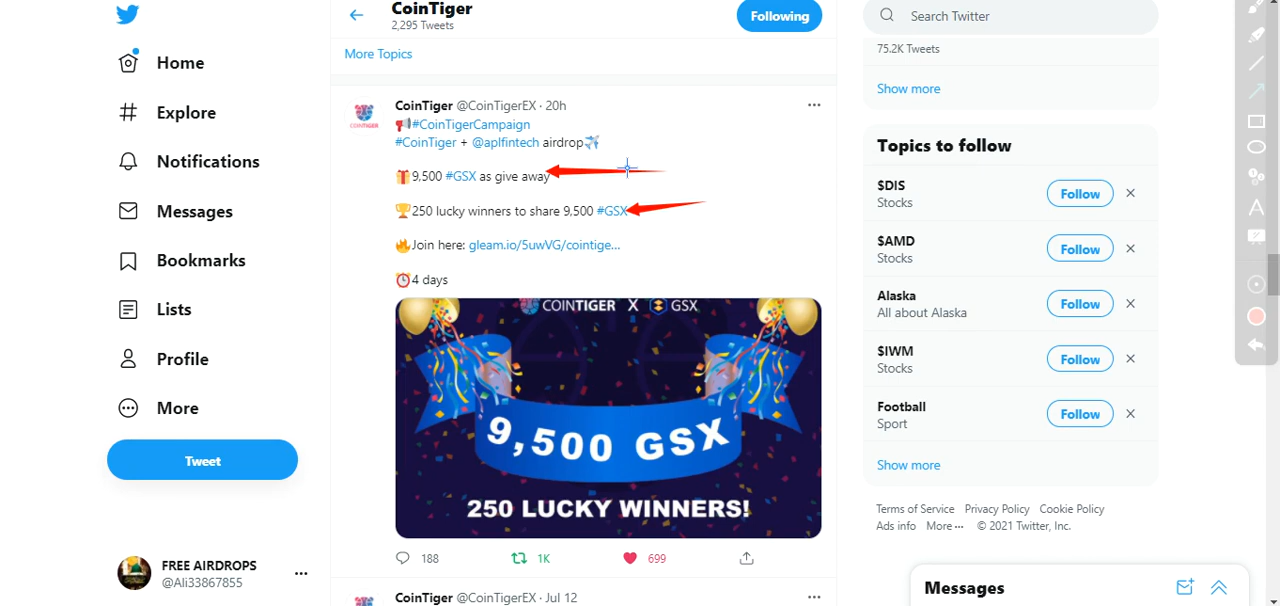 CoinTiger
2,295 Tweets
Following
Search Twitter
Home
Explore
Notifications
Messages
Bookmarks
Lists
Profile
More
Tweet
FREE AIRDROPS
@Ali33867855
More Topics
CoinTiger @CoinTigerEX · 20h
#CoinTigerCampaign
#CoinTiger + @aplfintech airdrop
9,500 #GSX as give away
250 lucky winners to share 9,500 #GSX
Join here: gleam.io/5uwVG/cointige...
4 days
COINTIGER X GSX
9,500 GSX
250 LUCKY WINNERS!
188
1K
699
CoinTiger @CoinTigerEX · Jul 12
75.2K Tweets
Show more
Topics to follow
$DIS
Stocks
Follow
$AMD
Stocks
Follow
Alaska
All about Alaska
Follow
$IWM
Stocks
Follow
Football
Sport
Follow
Show more
Terms of Service Privacy Policy Cookie Policy
Ads info More ··· © 2021 Twitter, Inc.
Messages
A